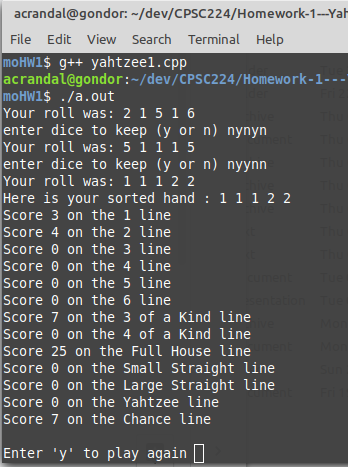 acrandal@gondor: ~/dev/CPSC224/Homework-1---Yah
File Edit View Search Terminal Help
moHW1$ g++ yahtzee1.cpp
acrandal@gondor:~/dev/CPSC224/Homework-1---Y
moHW1$ ./a.out
Your roll was: 2 1 5 1 6
enter dice to keep (y or n) nynyn
Your roll was: 5 1 1 1 5
enter dice to keep (y or n) nyynn
Your roll was: 1 1 1 2 2
Here is your sorted hand : 1 1 1 2 2
Score 3 on the 1 line
Score 4 on the 2 line
Score 0 on the 3 line
Score 0 on the 4 line
Score 0 on the 5 line
Score 0 on the 6 line
Score 7 on the 3 of a Kind line
Score 0 on the 4 of a Kind line
Score 25 on the Full House line
Score 0 on the Small Straight line
Score 0 on the Large Straight line
Score 0 on the Yahtzee line
Score 7 on the Chance line
Enter 'y' to play again